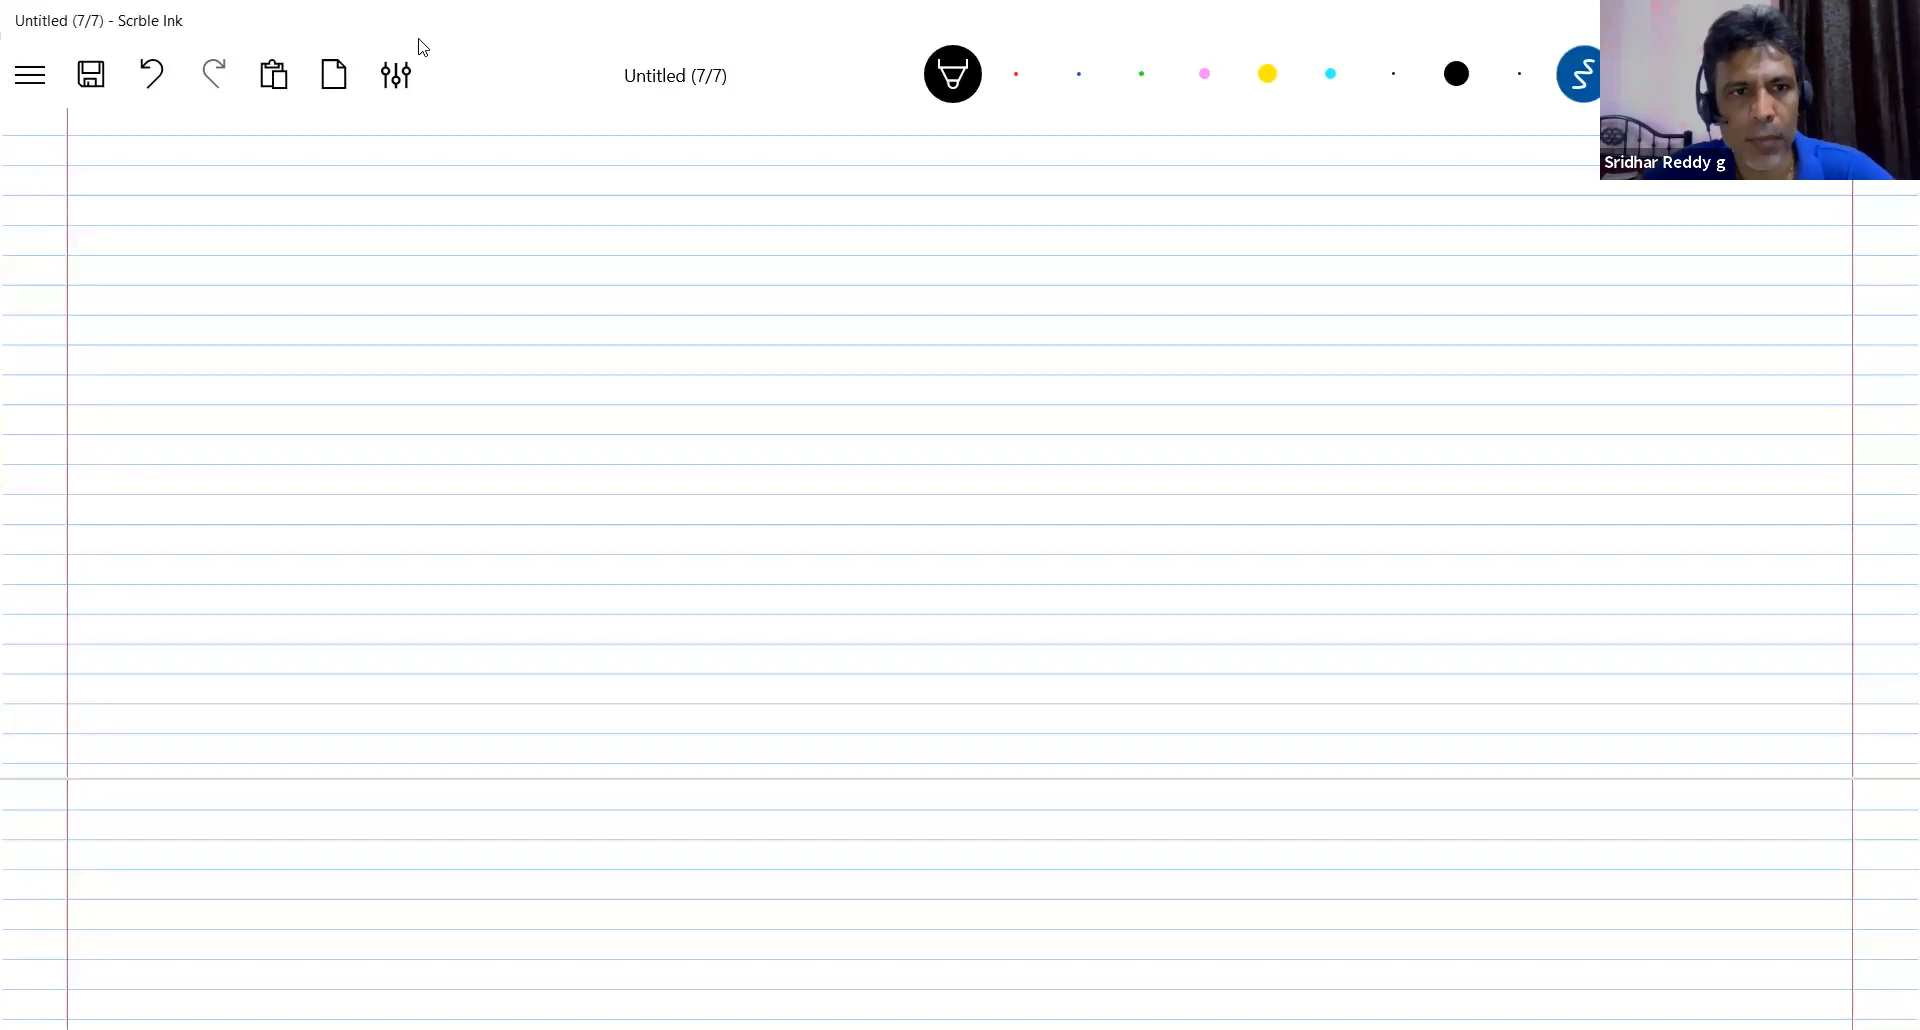 Untitled (7/7) - Scrble Ink
Untitled (7/7)
Sridhar Reddy g